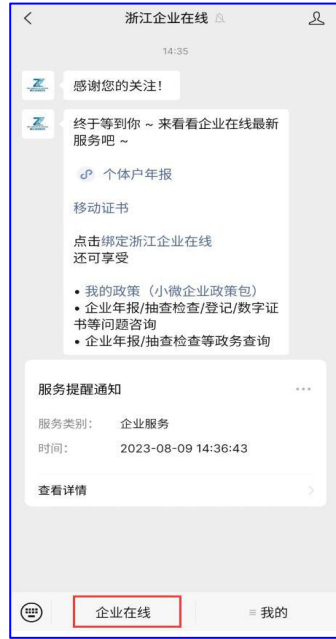 浙江企业在线
14:35
感谢您的关注！
终于等到你 ~ 来看看企业在线最新
服务吧 ~
个体户年报
移动证书
点击绑定浙江企业在线
还可享受
• 我的政策（小微企业政策包）
• 企业年报/抽查检查/登记/数字证
书等问题咨询
• 企业年报/抽查检查等政务查询
服务提醒通知
服务类别： 企业服务
时间： 2023-08-09 14:36:43
查看详情
企业在线
我的